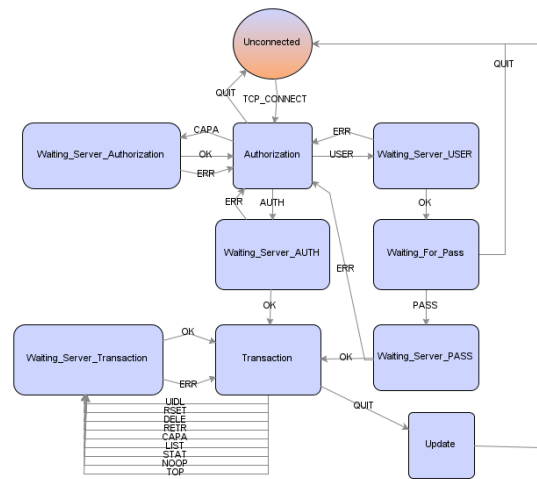 Unconnected
QUIT
QUIT
TCP_CONNECT
CAPA
ERR
Waiting_Server_Authorization
OK
Authorization
USER
Waiting_Server_USER
ERR
ERR
AUTH
OK
Waiting_Server_AUTH
Waiting_For_Pass
ERR
OK
PASS
OK
Waiting_Server_Transaction
Transaction
OK
Waiting_Server_PASS
ERR
UIDL
RSET
DELE
RETR
CAPA
LIST
STAT
NOOP
TOP
QUIT
Update